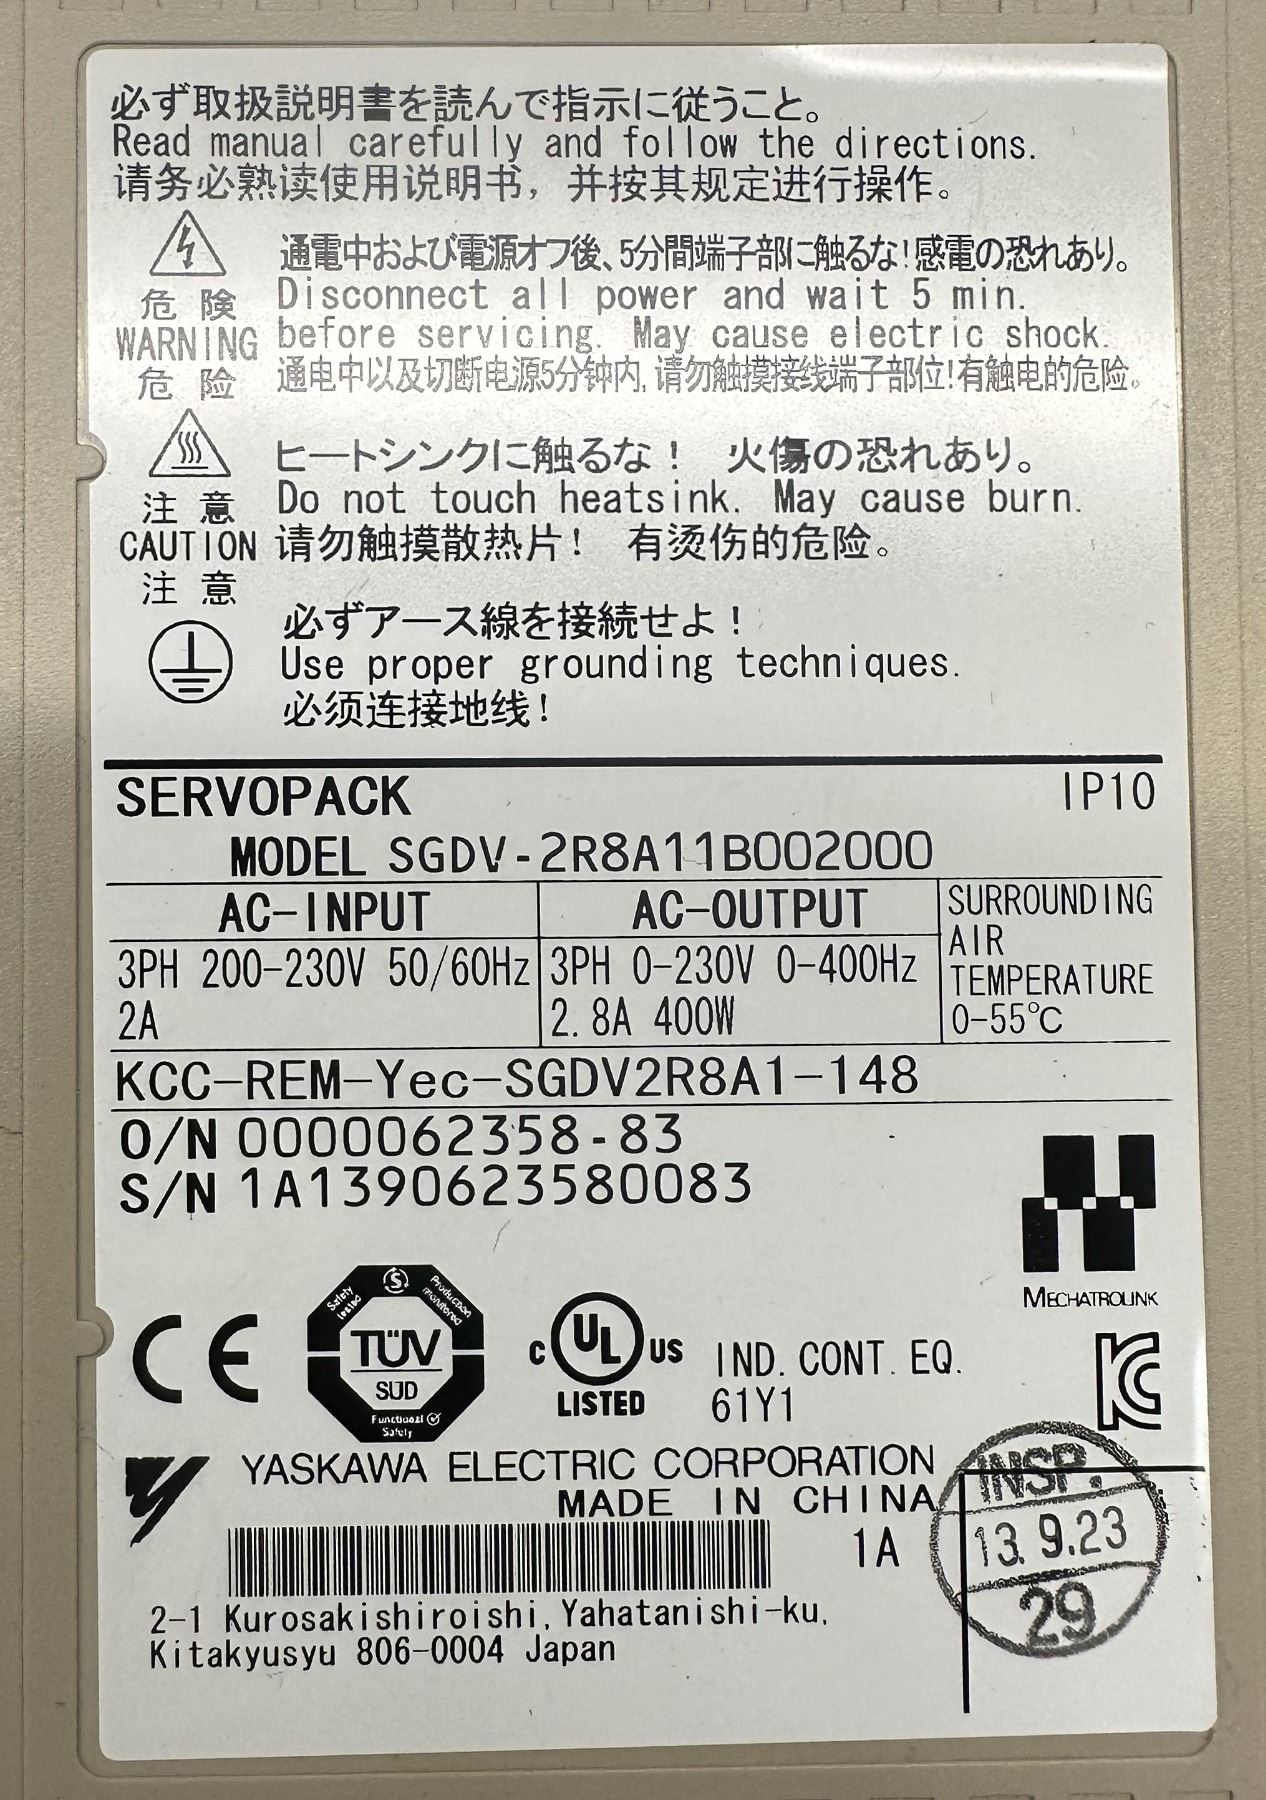 必ず取扱説明書を読んで指示に従うこと。
Read manual carefully and follow the directions.
请务必熟读使用说明书，并按其规定进行操作。
危 険
WARNING
危 险
通電中および電源オフ後、5分間端子部に触るな!感電の恐れあり。
Disconnect all power and wait 5 min.
before servicing. May cause electric shock.
通电中以及切断电源5分钟内,请勿触摸接线端子部位!有触电的危险。
注 意
CAUTION
注 意
ヒートシンクに触るな! 火傷の恐れあり。
Do not touch heatsink. May cause burn.
请勿触摸散热片! 有烫伤的危险。
必ずアース線を接続せよ!
Use proper grounding techniques.
必须连接地线!
SERVOPACK IP10
MODEL SGDV-2R8A11B002000
AC-INPUT
3PH 200-230V 50/60Hz
2A
AC-OUTPUT
3PH 0-230V 0-400Hz
2.8A 400W
SURROUNDING
AIR
TEMPERATURE
0-55℃
KCC-REM-Yec-SGDV2R8A1-148
O/N 0000062358-83
S/N 1A1390623580083
MECHATROLINK
CE
Safety tested
S
Production monitored
TÜV
SÜD
Functional
Safety
C UL US
LISTED
IND. CONT. EQ.
61Y1
KC
YASKAWA ELECTRIC CORPORATION
MADE IN CHINA
1A
INSP.
13.9.23
29
2-1 Kurosakishiroishi, Yahatanishi-ku,
Kitakyusyu 806-0004 Japan